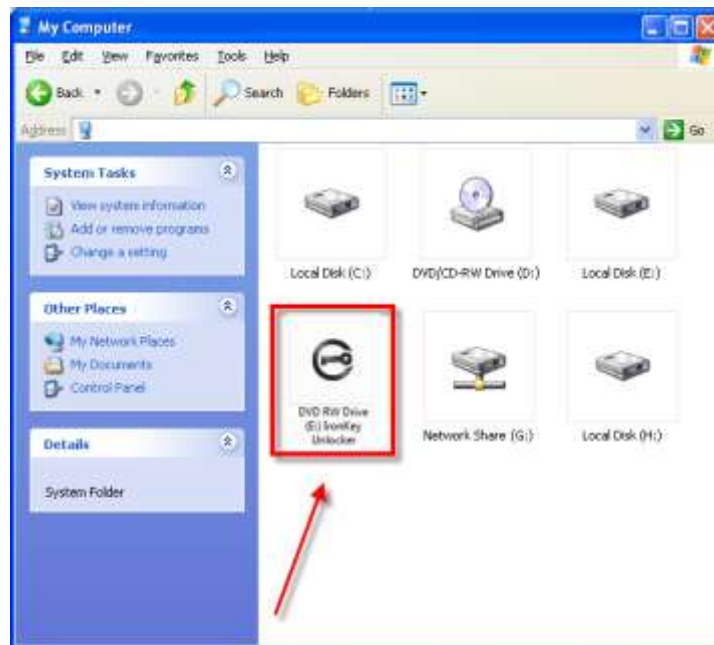 My Computer
File Edit View Favorites Tools Help
Back Search Folders
Address Go
System Tasks
View system information
Add or remove programs
Change a setting
Other Places
My Network Places
My Documents
Control Panel
Details
System Folder
Local Disk (C:) DVD/CD-RW Drive (D:) Local Disk (E:)
DVD RW Drive
(E:) IronKey
Unlocker
Network Share (G:) Local Disk (H:)